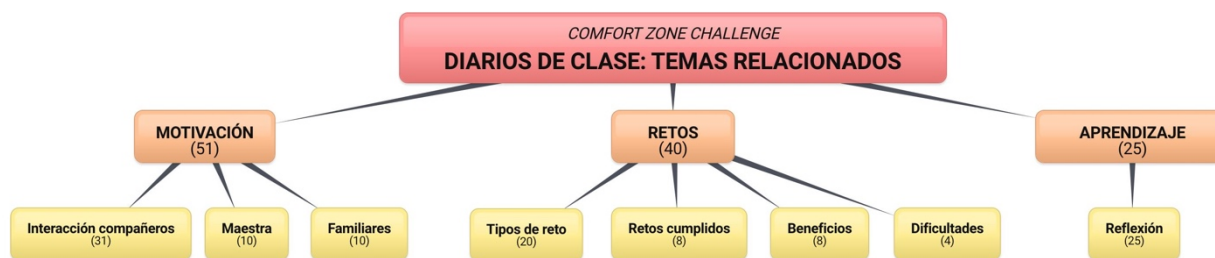 COMFORT ZONE CHALLENGE
DIARIOS DE CLASE: TEMAS RELACIONADOS
MOTIVACIÓN
(51)
RETOS
(40)
APRENDIZAJE
(25)
Interacción compañeros
(31)
Maestra
(10)
Familiares
(10)
Tipos de reto
(20)
Retos cumplidos
(8)
Beneficios
(8)
Dificultades
(4)
Reflexión
(25)